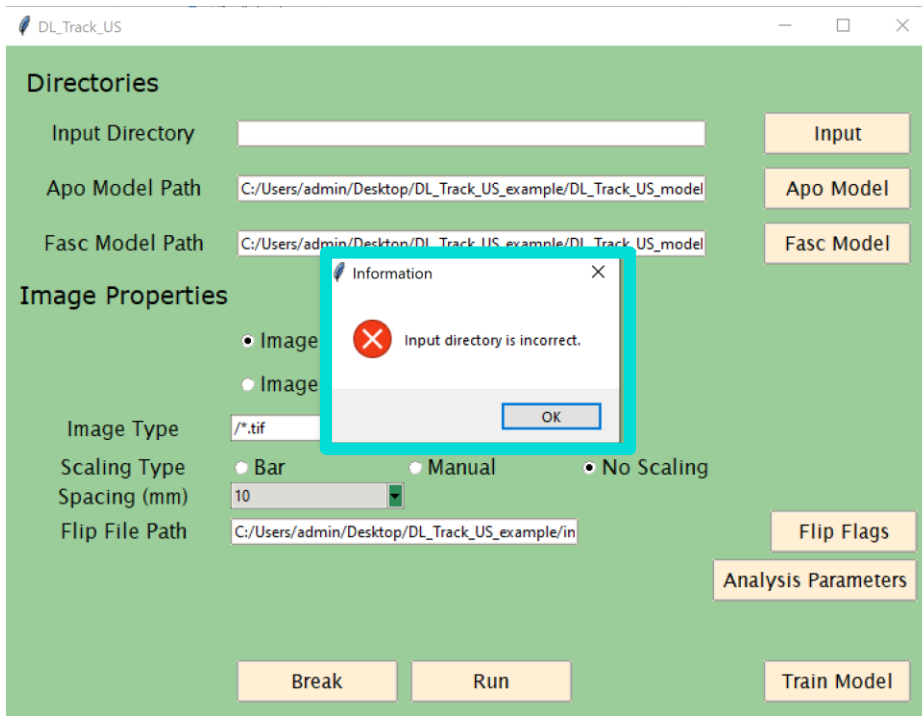 DL_Track_US
Directories
Input Directory
Input
Apo Model Path
C:/Users/admin/Desktop/DL_Track_US_example/DL_Track_US_model
Apo Model
Fasc Model Path
C:/Users/admin/Desktop/DL_Track_US_example/DL_Track_US_model
Fasc Model
Information
Input directory is incorrect.
OK
Image Properties
Image
Image
Image Type
/*.tif
Scaling Type
Bar
Manual
No Scaling
Spacing (mm)
10
Flip File Path
C:/Users/admin/Desktop/DL_Track_US_example/in
Flip Flags
Analysis Parameters
Break
Run
Train Model